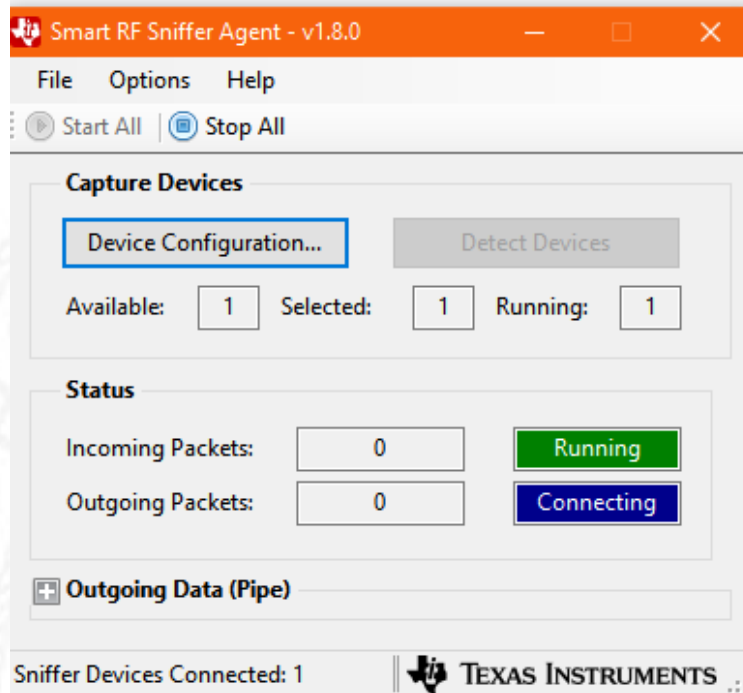 Smart RF Sniffer Agent - v1.8.0
File Options Help
Start All Stop All
Capture Devices
Device Configuration... Detect Devices
Available: 1 Selected: 1 Running: 1
Status
Incoming Packets: 0 Running
Outgoing Packets: 0 Connecting
Outgoing Data (Pipe)
Sniffer Devices Connected: 1 TEXAS INSTRUMENTS